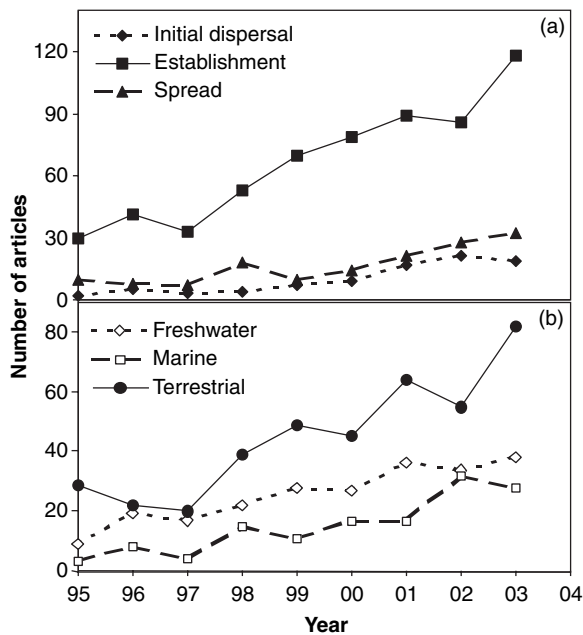 (a)
Initial dispersal
Establishment
Spread
120
90
60
30
0
Number of articles
(b)
Freshwater
Marine
Terrestrial
80
60
40
20
0
95 96 97 98 99 00 01 02 03 04
Year